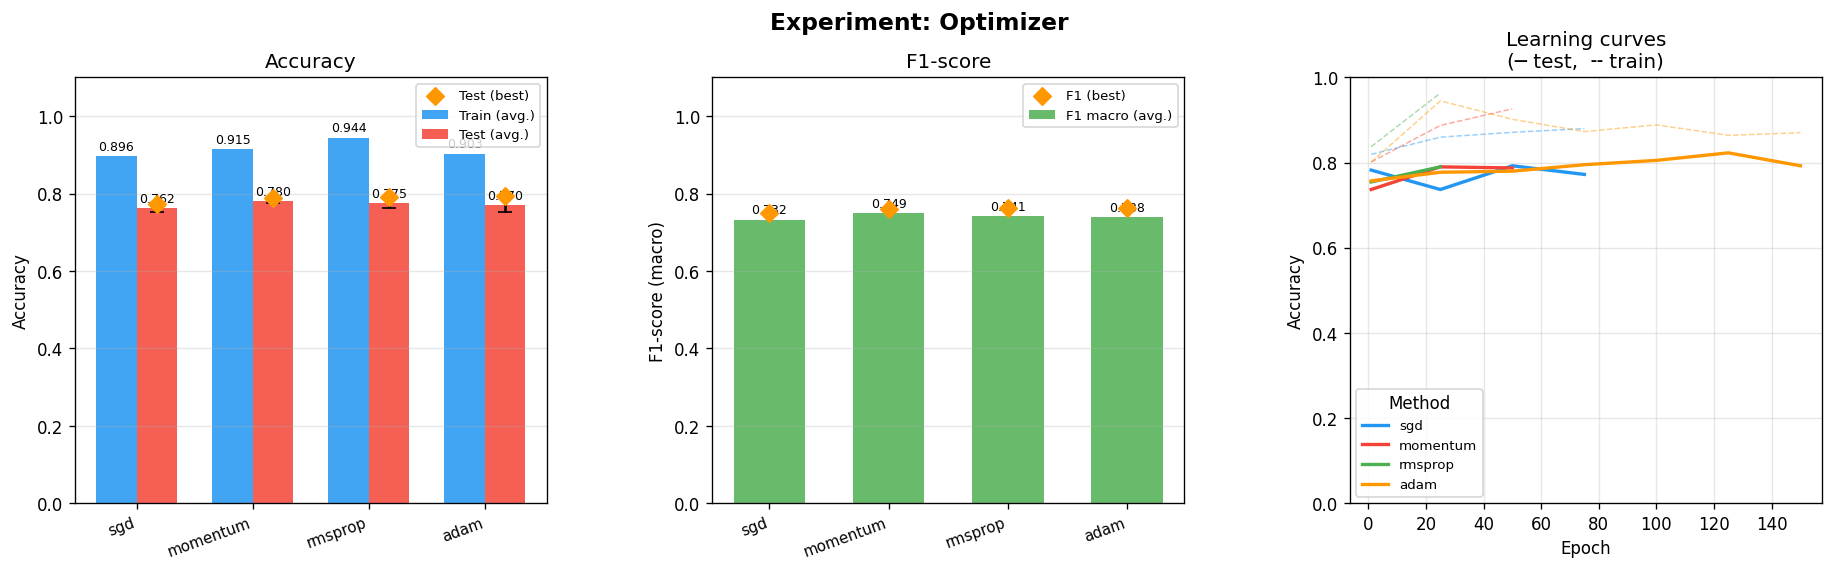 Experiment: Optimizer
Accuracy
Test (best)
Train (avg.)
Test (avg.)
0.896
0.915
0.944
0.903
0.780
Accuracy
1.0
0.8
0.6
0.4
0.2
0.0
sgd
momentum
rmsprop
adam
F1-score
F1 (best)
F1 macro (avg.)
0.749
F1-score (macro)
1.0
0.8
0.6
0.4
0.2
0.0
sgd
momentum
rmsprop
adam
Learning curves
(─ test, -- train)
Accuracy
1.0
0.8
0.6
0.4
0.2
0.0
Method
sgd
momentum
rmsprop
adam
0 20 40 60 80 100 120 140
Epoch